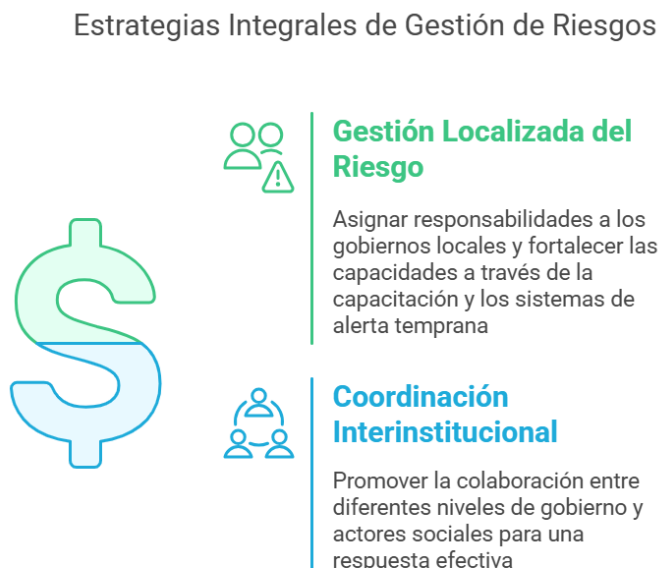 Estrategias Integrales de Gestión de Riesgos
Gestión Localizada del
Riesgo
Asignar responsabilidades a los
gobiernos locales y fortalecer las
capacidades a través de la
capacitación y los sistemas de
alerta temprana
Coordinación
Interinstitucional
Promover la colaboración entre
diferentes niveles de gobierno y
actores sociales para una
respuesta efectiva